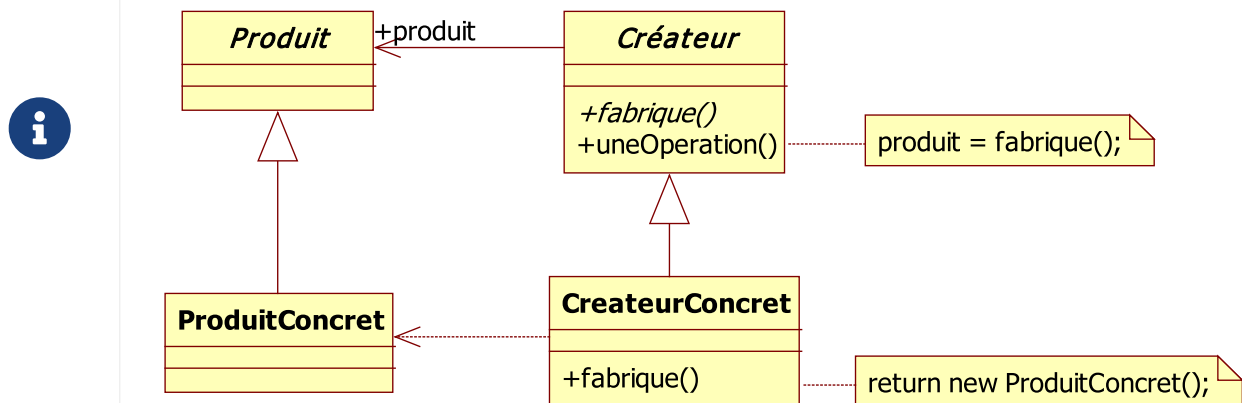 Produit
+produit
Créateur
+fabrique()
+uneOperation()
produit = fabrique();
ProduitConcret
CreateurConcret
+fabrique()
return new ProduitConcret();